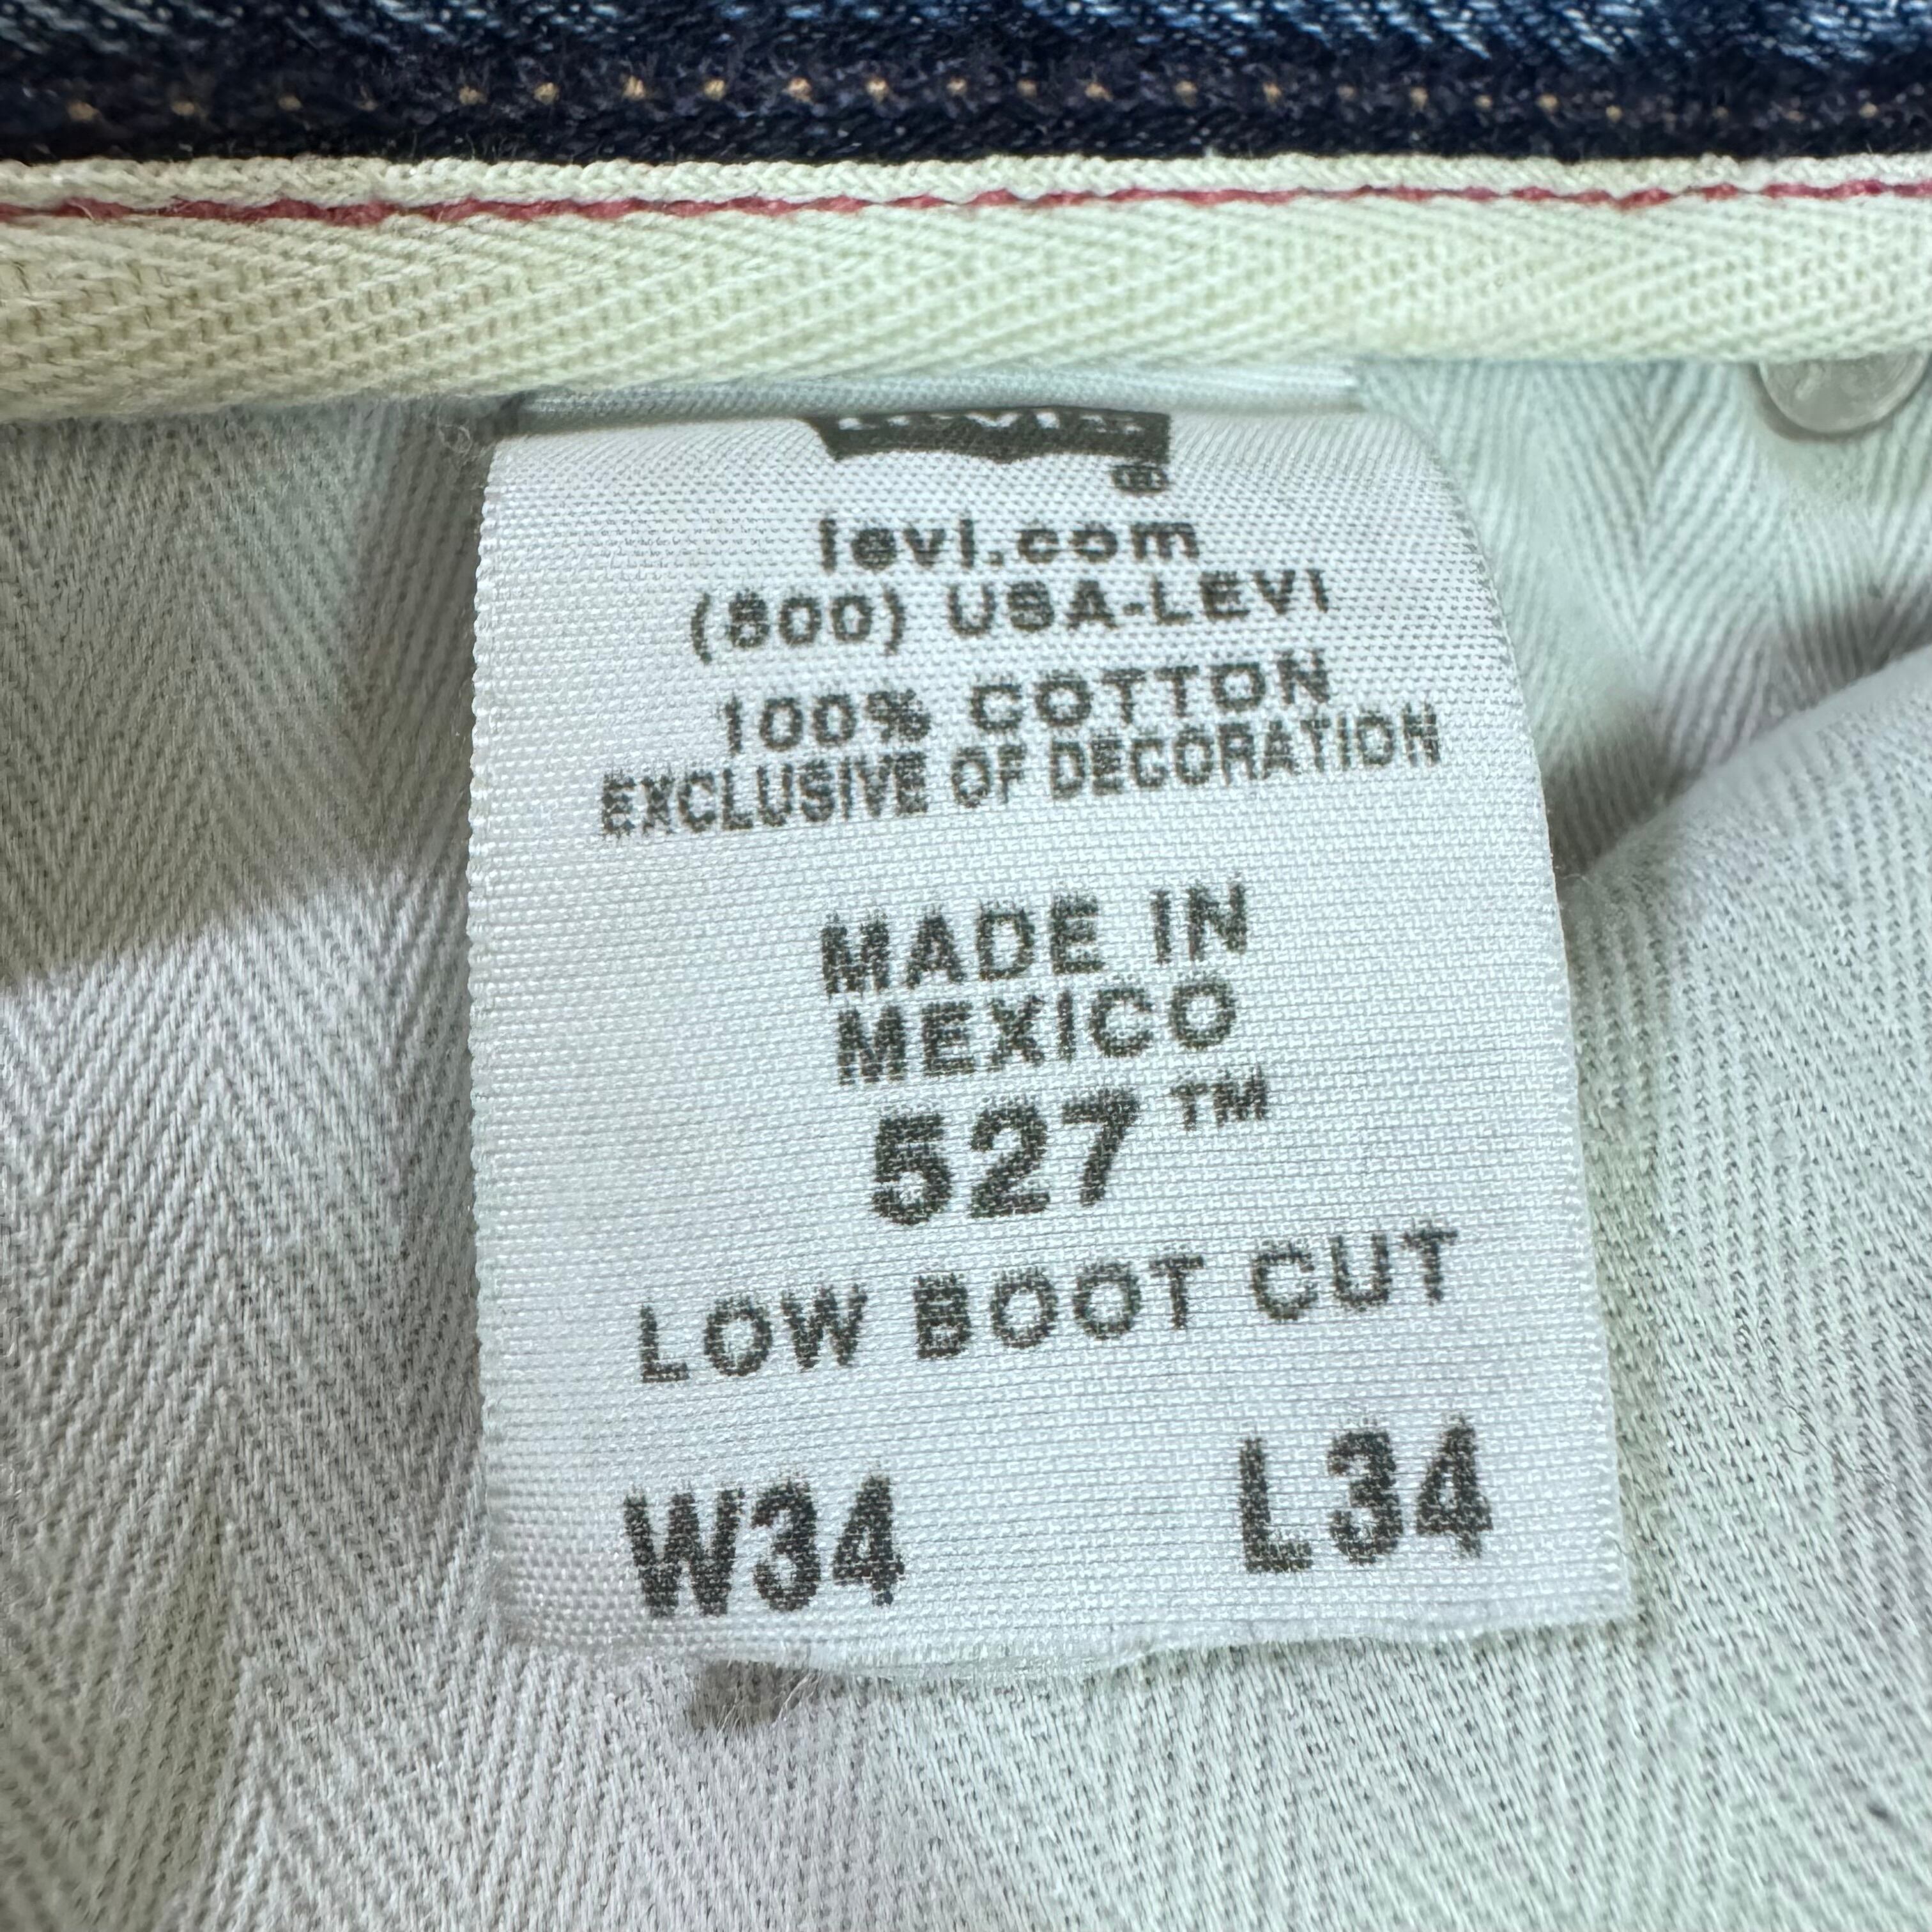 Levi's
®
levi.com
(800) USA-LEVI
100% COTTON
EXCLUSIVE OF DECORATION
MADE IN
MEXICO
527™
LOW BOOT CUT
W34 L34